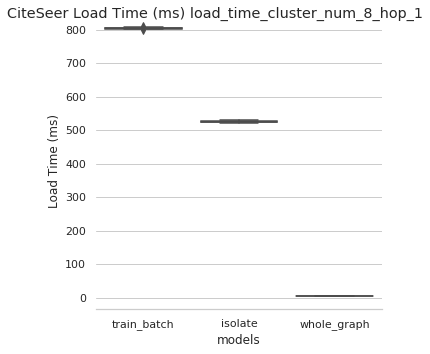 CiteSeer Load Time (ms) load_time_cluster_num_8_hop_1
800
700
600
500
400
300
200
100
0
Load Time (ms)
train_batch isolate whole_graph
models